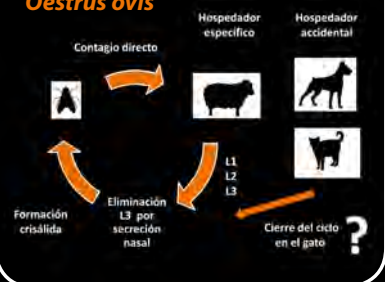 Oestrus ovis
Hospedador
específico
Hospedador
accidental
Contagio directo
L1
L2
L3
Formación
crisálida
Eliminación
L3 por
secreción
nasal
Cierre del ciclo
en el gato
?